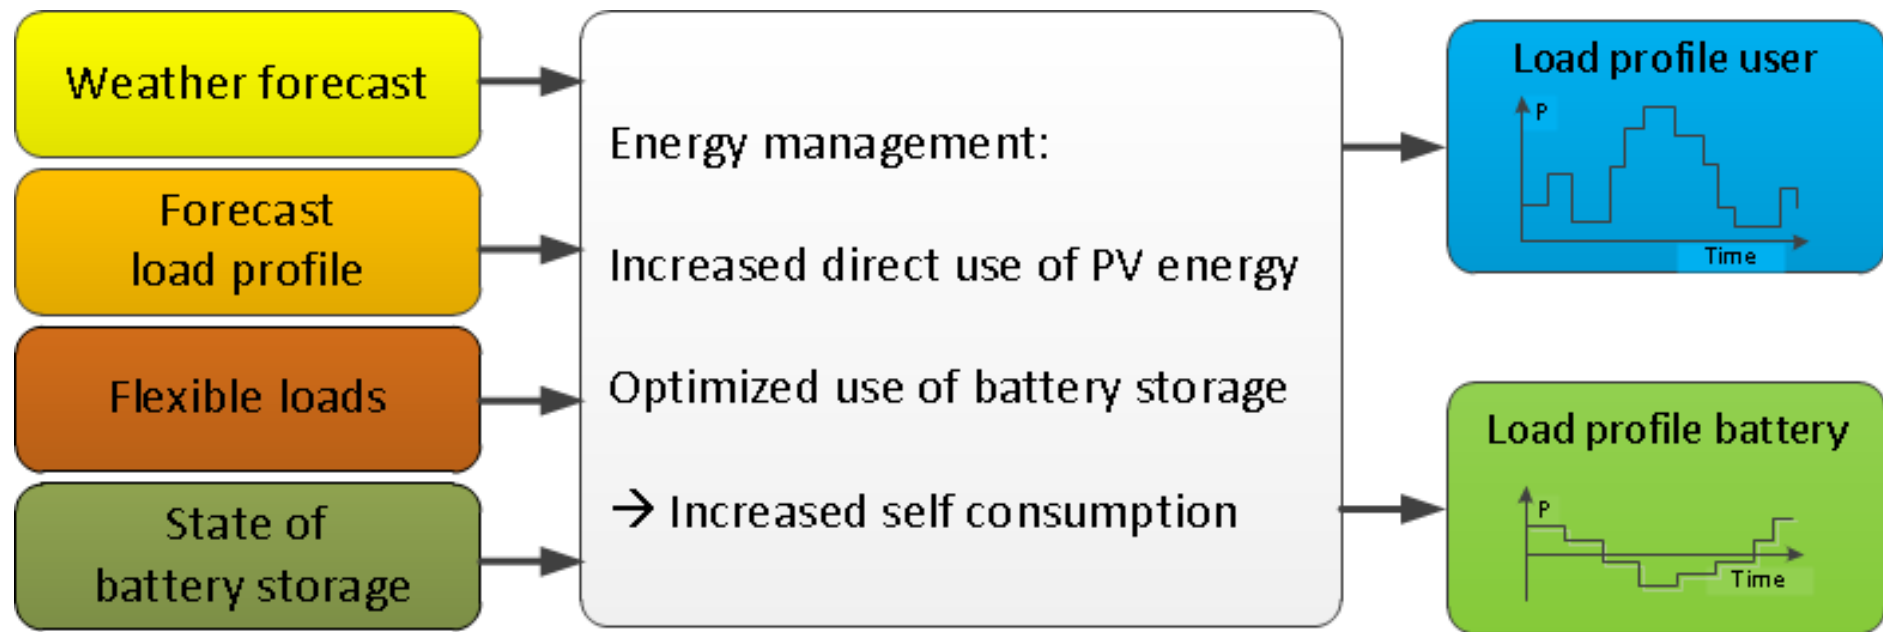 Weather forecast
Forecast
load profile
Flexible loads
State of
battery storage
Energy management:
Increased direct use of PV energy
Optimized use of battery storage
→ Increased self consumption
Load profile user
P
Time
Load profile battery
P
Time